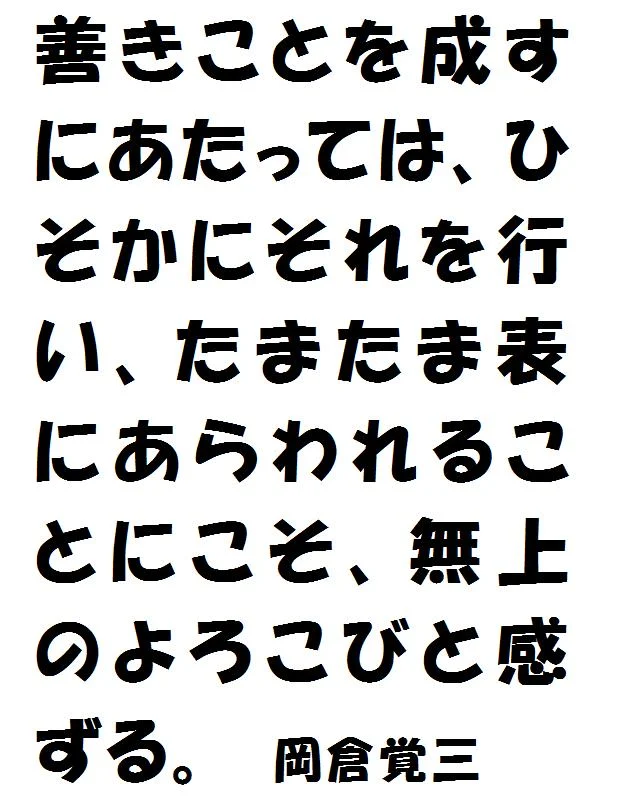 善きことを成す
にあたっては、ひ
そかにそれを行
い、たまたま表
にあらわれるこ
とにこそ、無上
のよろこびと感
ずる。　岡倉覚三